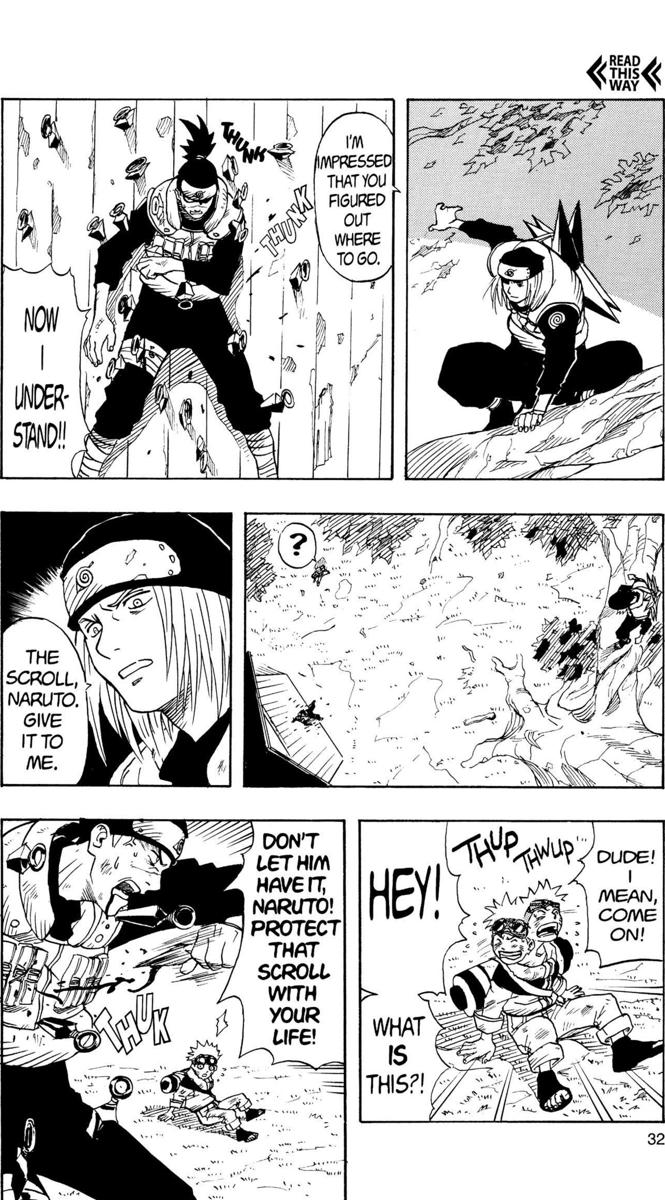 READ
THIS
WAY
I'M
IMPRESSED
THAT YOU
FIGURED
OUT
WHERE
TO GO.
THUNK
THUNK
NOW
I
UNDER-
STAND!!
?
THE
SCROLL,
NARUTO.
GIVE
IT TO
ME.
DUDE!
I
MEAN,
COME
ON!
THUP
THWUP
HEY!
WHAT
IS
THIS?!
DON'T
LET HIM
HAVE IT,
NARUTO!
PROTECT
THAT
SCROLL
WITH
YOUR
LIFE!
THUK
32